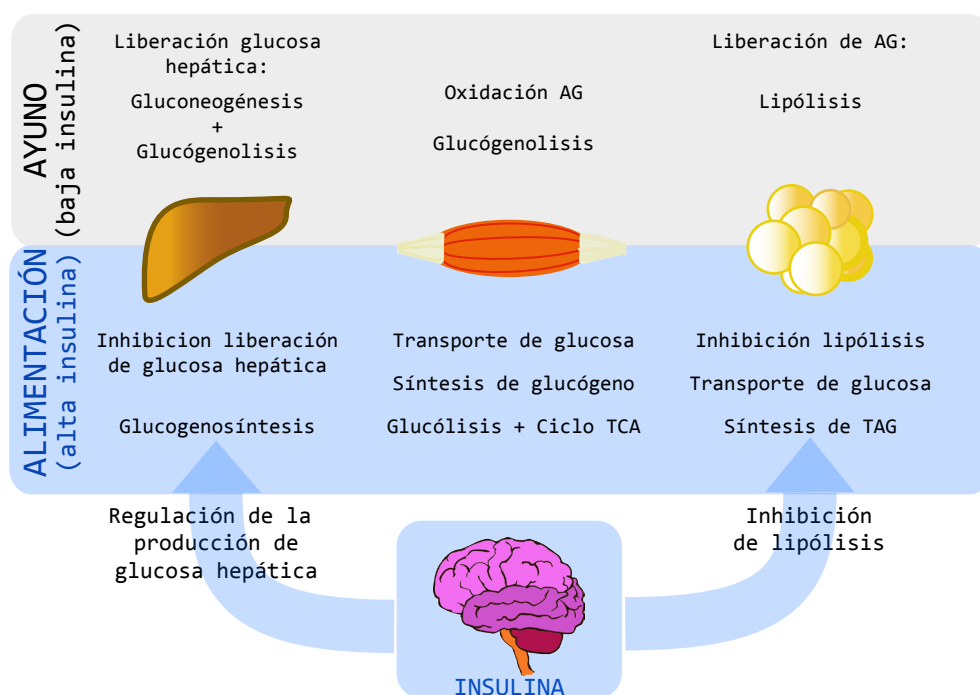 AYUNO
(baja insulina)
Liberación glucosa
hepática:
Gluconeogénesis
+
Glucógenolisis
Oxidación AG
Glucógenolisis
Liberación de AG:
Lipólisis
ALIMENTACIÓN
(alta insulina)
Inhibicion liberación
de glucosa hepática
Glucogenosíntesis
Transporte de glucosa
Síntesis de glucógeno
Glucólisis + Ciclo TCA
Inhibición lipólisis
Transporte de glucosa
Síntesis de TAG
Regulación de la
producción de
glucosa hepática
Inhibición
de lipólisis
INSULINA